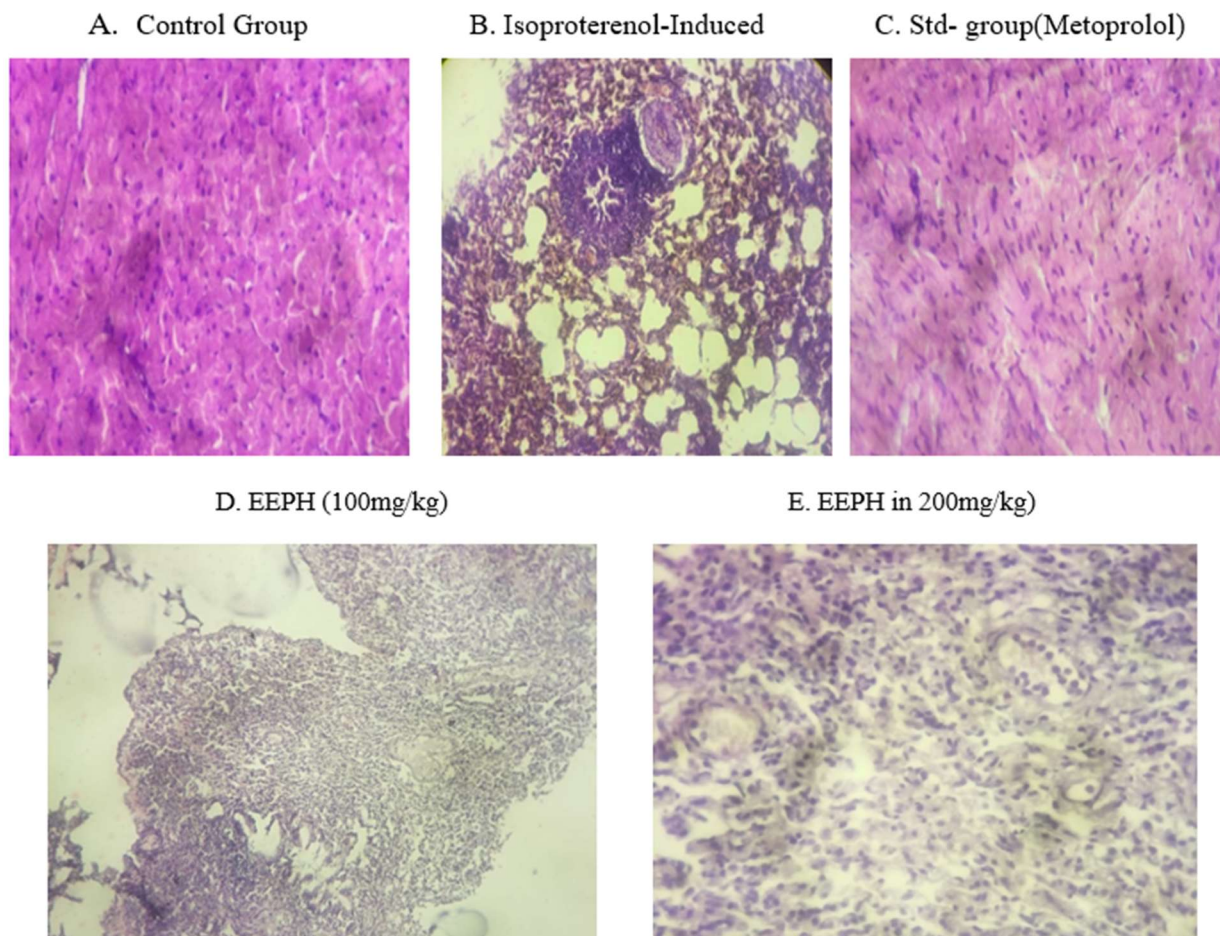 A. Control Group
B. Isoproterenol-Induced
C. Std- group(Metoprolol)
D. EEPH (100mg/kg)
E. EEPH in 200mg/kg)